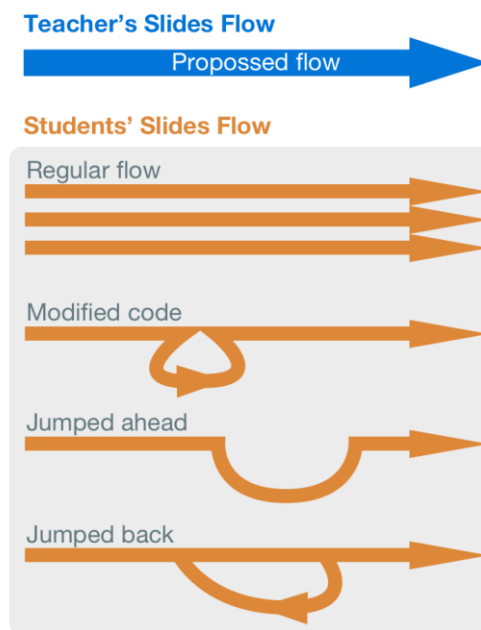 Teacher's Slides Flow
Propossed flow
Students' Slides Flow
Regular flow
Modified code
Jumped ahead
Jumped back